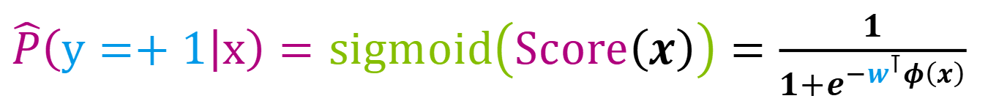 P̂(y =+ 1|x) = sigmoid(Score(x)) = 1 / (1+e^{-w^⊤ϕ(x)})